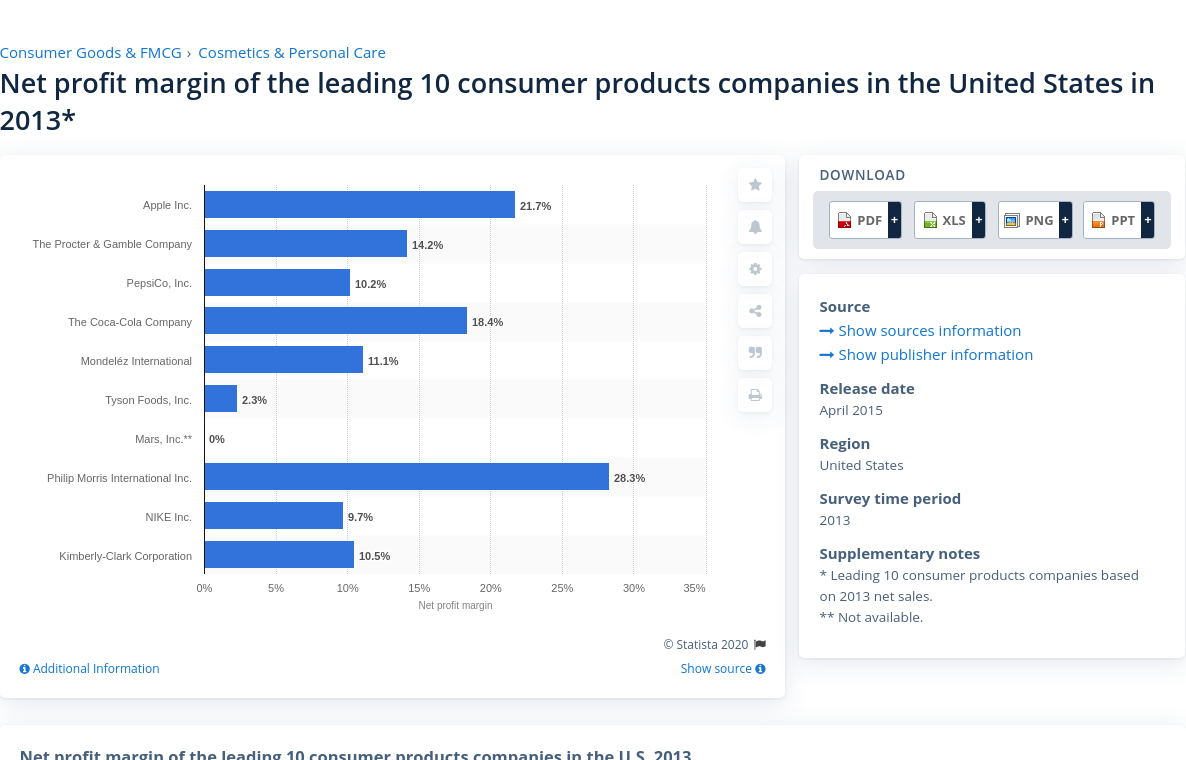 Consumer Goods & FMCG › Cosmetics & Personal Care
Net profit margin of the leading 10 consumer products companies in the United States in
2013*
Apple Inc. 21.7%
The Procter & Gamble Company 14.2%
PepsiCo, Inc. 10.2%
The Coca-Cola Company 18.4%
Mondeléz International 11.1%
Tyson Foods, Inc. 2.3%
Mars, Inc.** 0%
Philip Morris International Inc. 28.3%
NIKE Inc. 9.7%
Kimberly-Clark Corporation 10.5%
0% 5% 10% 15% 20% 25% 30% 35%
Net profit margin
© Statista 2020
Additional Information
Show source
DOWNLOAD
PDF + XLS + PNG + PPT +
Source
Show sources information
Show publisher information
Release date
April 2015
Region
United States
Survey time period
2013
Supplementary notes
* Leading 10 consumer products companies based
on 2013 net sales.
** Not available.
Net profit margin of the leading 10 consumer products companies in the U.S. 2013